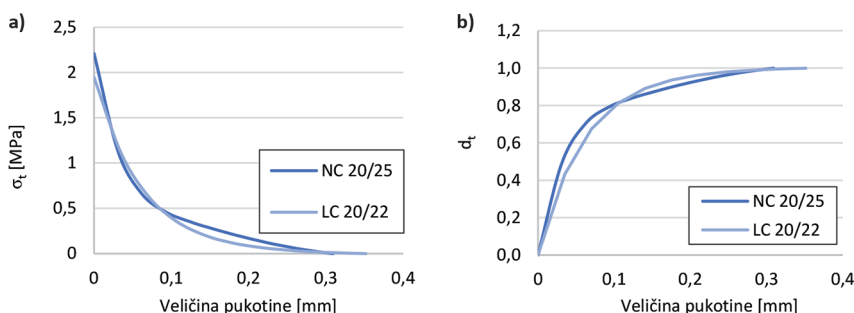 a)
2,5
2
1,5
1
0,5
0
σt [MPa]
0
0,1
0,2
0,3
0,4
Veličina pukotine [mm]
NC 20/25
LC 20/22
b)
1,2
1,0
0,8
0,6
0,4
0,2
0,0
dt
0
0,1
0,2
0,3
0,4
Veličina pukotine [mm]
NC 20/25
LC 20/22